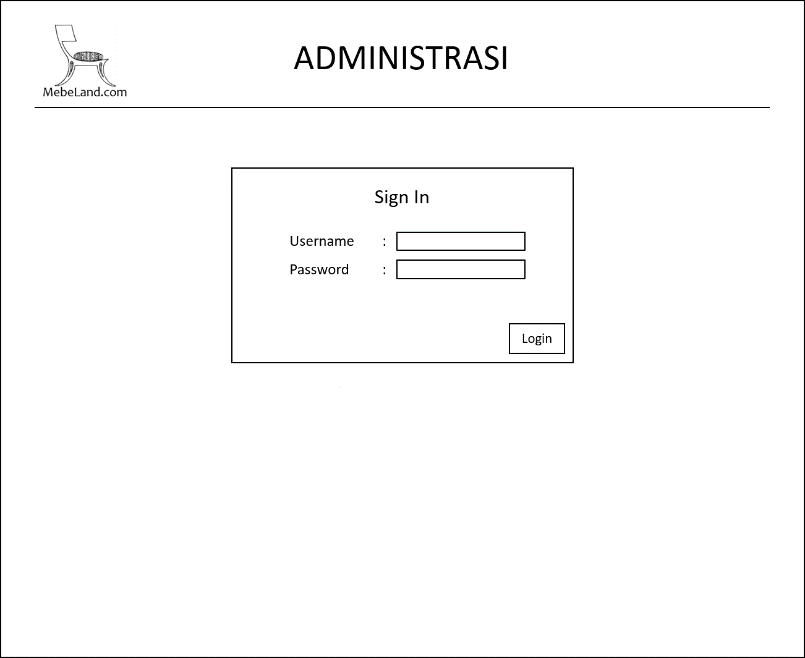 ADMINISTRASI
MebeLand.com
Sign In
Username :
Password :
Login